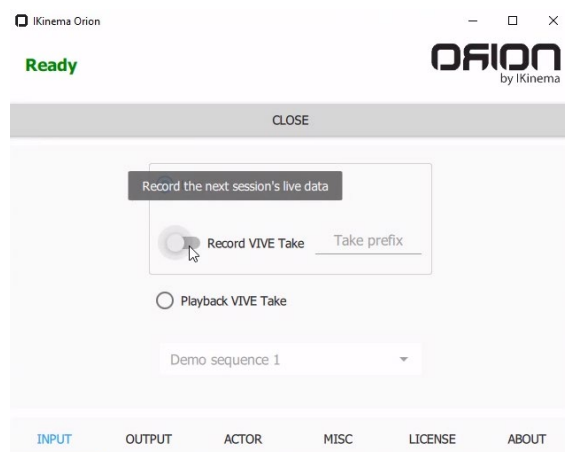 IKinema Orion
Ready
ORION
by IKinema
CLOSE
Record the next session's live data
Record VIVE Take
Take prefix
Playback VIVE Take
Demo sequence 1
INPUT OUTPUT ACTOR MISC LICENSE ABOUT